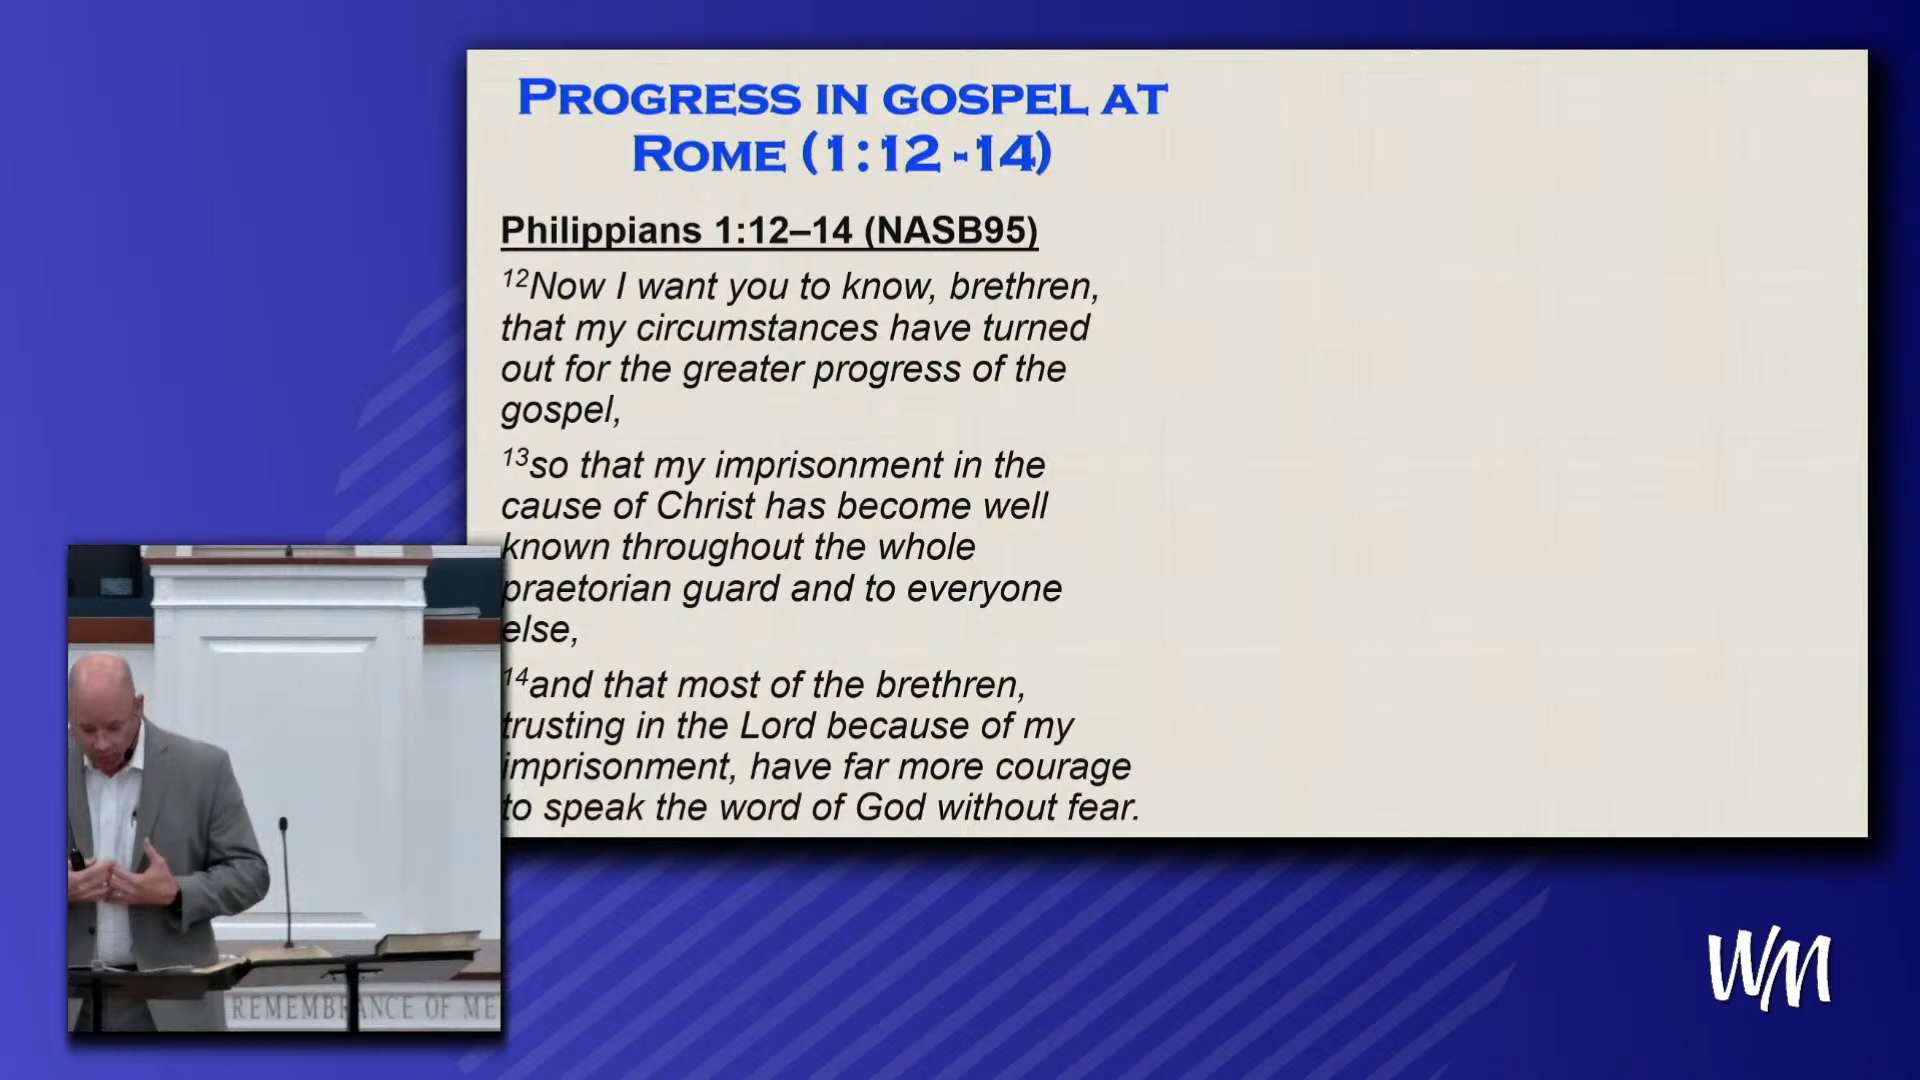 PROGRESS IN GOSPEL AT
ROME (1:12 -14)
Philippians 1:12–14 (NASB95)
12Now I want you to know, brethren,
that my circumstances have turned
out for the greater progress of the
gospel,
13so that my imprisonment in the
cause of Christ has become well
known throughout the whole
praetorian guard and to everyone
else,
14and that most of the brethren,
trusting in the Lord because of my
imprisonment, have far more courage
to speak the word of God without fear.
REMEMBRANCE OF ME
WM